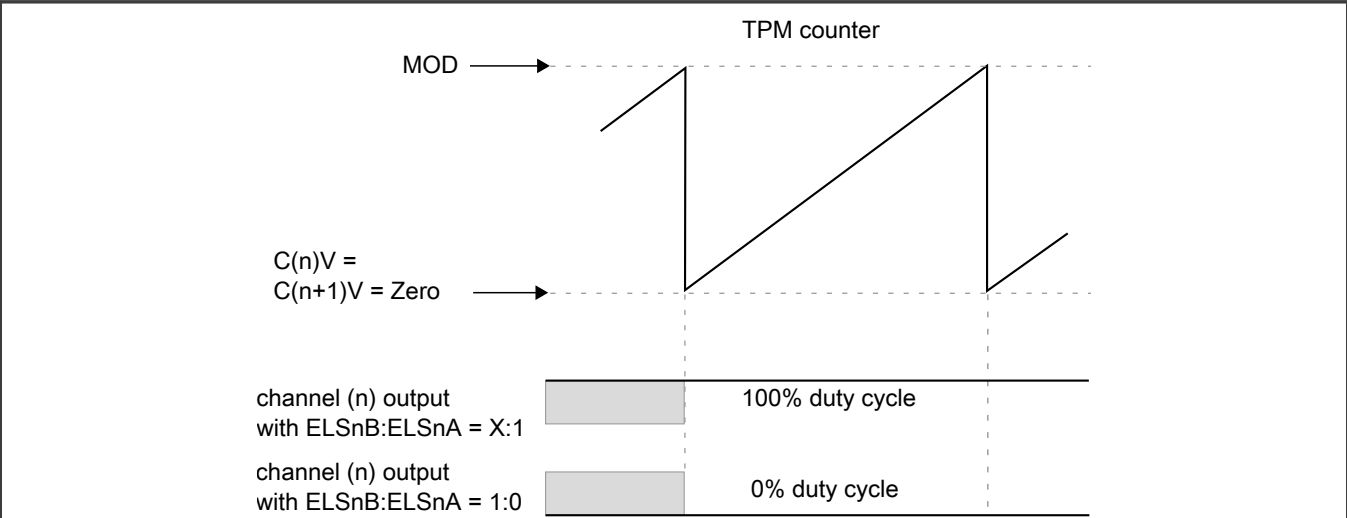 TPM counter
MOD
C(n)V =
C(n+1)V = Zero
channel (n) output
with ELSnB:ELSnA = X:1
100% duty cycle
channel (n) output
with ELSnB:ELSnA = 1:0
0% duty cycle